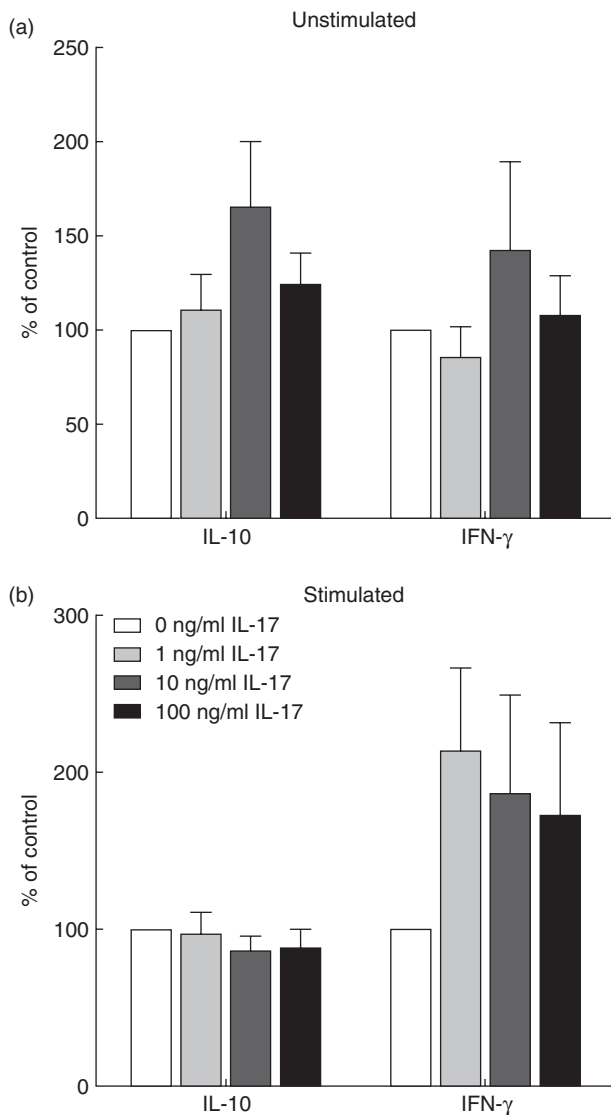 (a)
Unstimulated
250
200
150
100
50
0
% of control
IL-10
IFN-γ
(b)
Stimulated
300
200
100
0
% of control
0 ng/ml IL-17
1 ng/ml IL-17
10 ng/ml IL-17
100 ng/ml IL-17
IL-10
IFN-γ